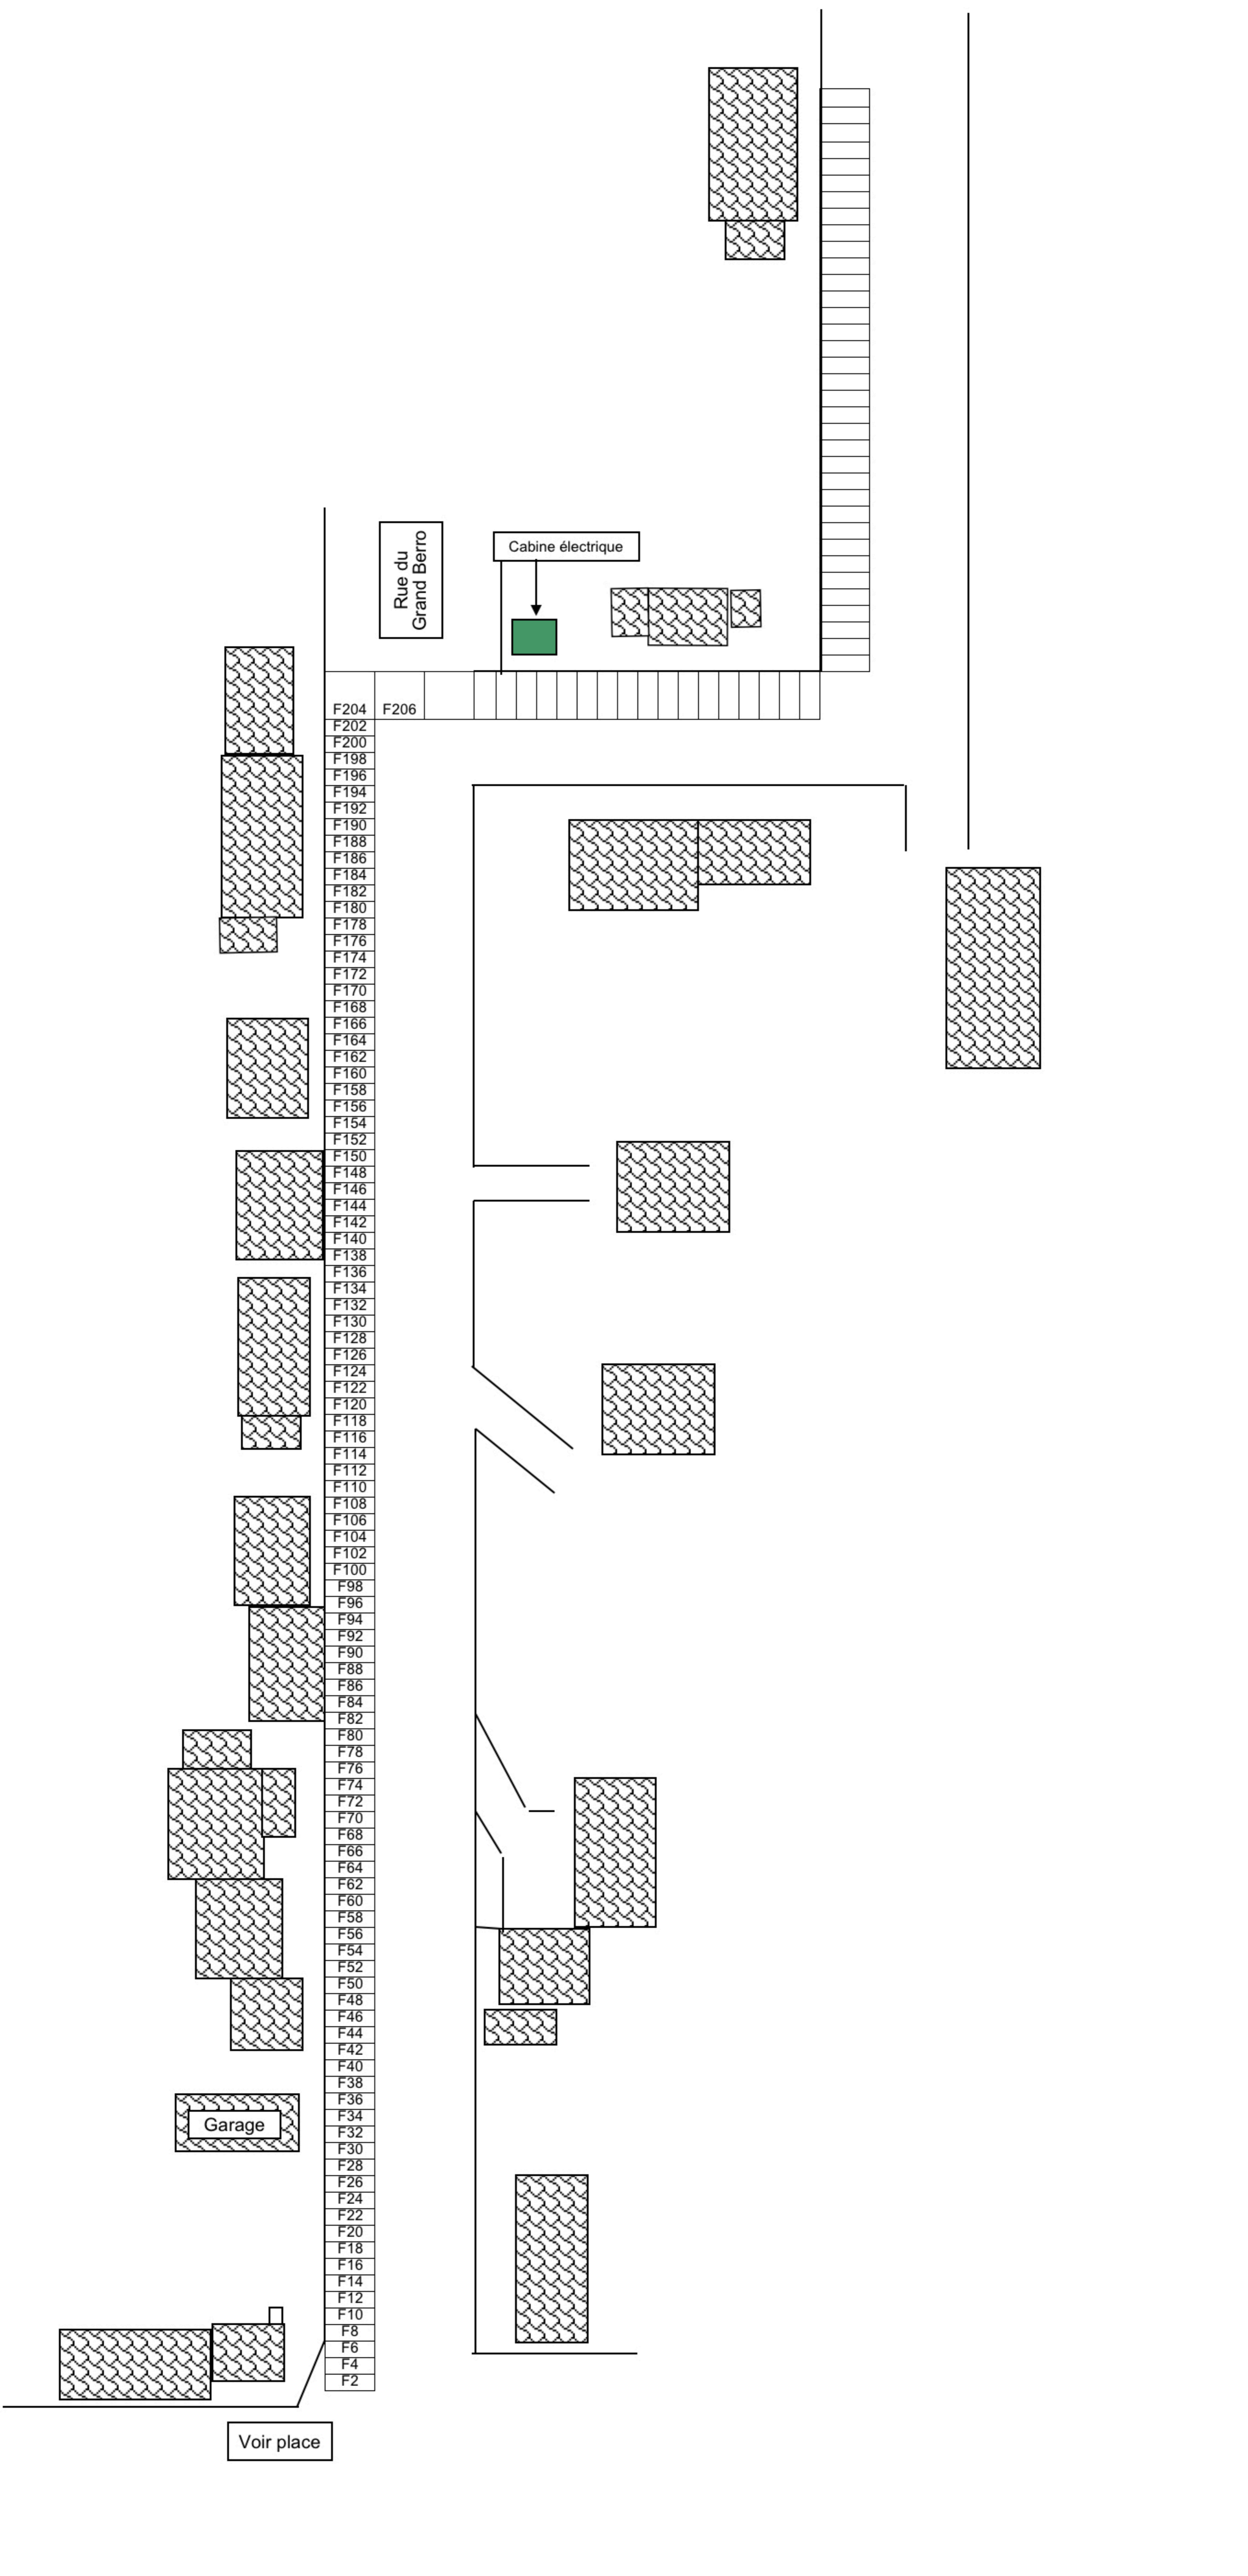 Rue du
Grand Berro
Cabine électrique
F204 F206
F202
F200
F198
F196
F194
F192
F190
F188
F186
F184
F182
F180
F178
F176
F174
F172
F170
F168
F166
F164
F162
F160
F158
F156
F154
F152
F150
F148
F146
F144
F142
F140
F138
F136
F134
F132
F130
F128
F126
F124
F122
F120
F118
F116
F114
F112
F110
F108
F106
F104
F102
F100
F98
F96
F94
F92
F90
F88
F86
F84
F82
F80
F78
F76
F74
F72
F70
F68
F66
F64
F62
F60
F58
F56
F54
F52
F50
F48
F46
F44
F42
F40
F38
F36
F34
Garage
F32
F30
F28
F26
F24
F22
F20
F18
F16
F14
F12
F10
F8
F6
F4
F2
Voir place